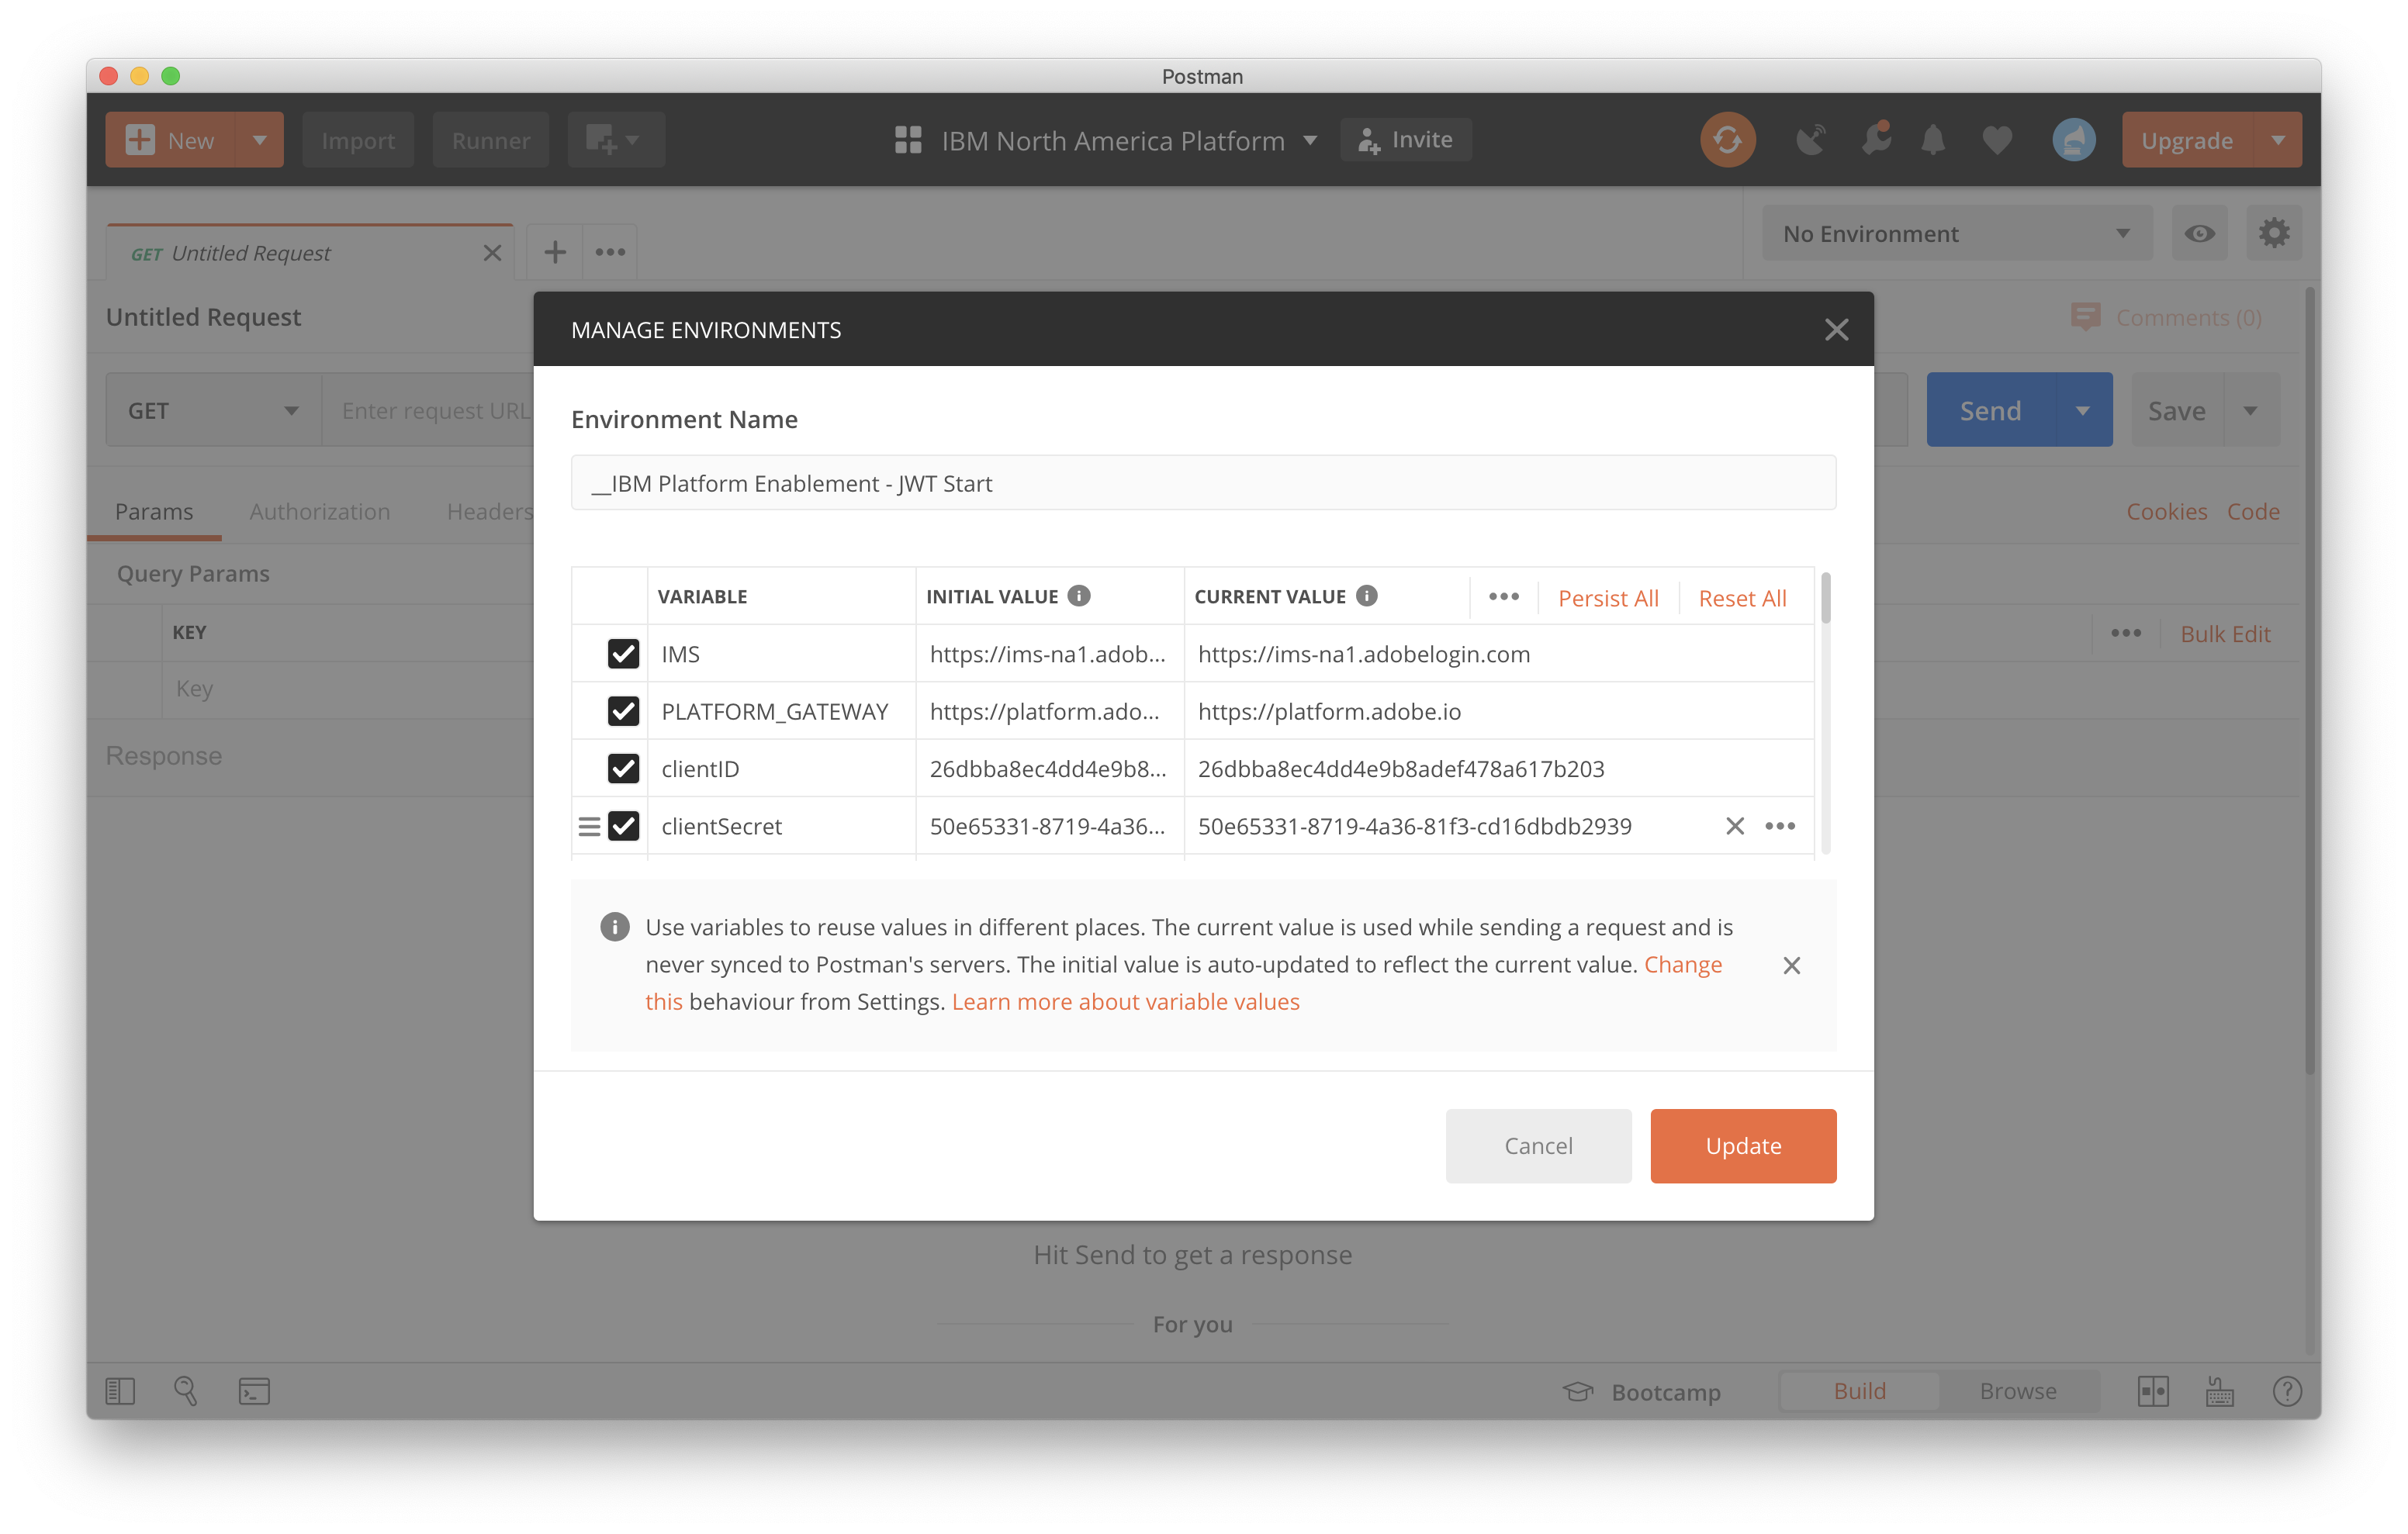 Postman
New
Import
Runner
IBM North America Platform
Invite
Upgrade
GET Untitled Request
No Environment
Untitled Request
Comments (0)
GET
Enter request URL
Send
Save
Params
Authorization
Headers
Cookies
Code
Query Params
KEY
Bulk Edit
Key
Response
MANAGE ENVIRONMENTS
Environment Name
__IBM Platform Enablement - JWT Start
VARIABLE
INITIAL VALUE
CURRENT VALUE
Persist All
Reset All
IMS
https://ims-na1.adob...
https://ims-na1.adobelogin.com
PLATFORM_GATEWAY
https://platform.ado...
https://platform.adobe.io
clientID
26dbba8ec4dd4e9b8...
26dbba8ec4dd4e9b8adef478a617b203
clientSecret
50e65331-8719-4a36...
50e65331-8719-4a36-81f3-cd16dbdb2939
Use variables to reuse values in different places. The current value is used while sending a request and is
never synced to Postman's servers. The initial value is auto-updated to reflect the current value. Change
this behaviour from Settings. Learn more about variable values
Cancel
Update
Hit Send to get a response
For you
Bootcamp
Build
Browse